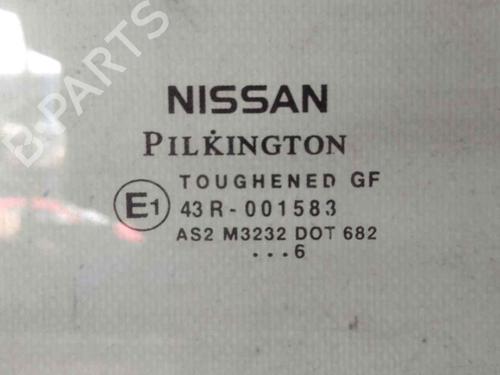 B-PARTS
NISSAN
PILKINGTON
TOUGHENED GF
E1 43R-001583
AS2 M3232 DOT 682
...6